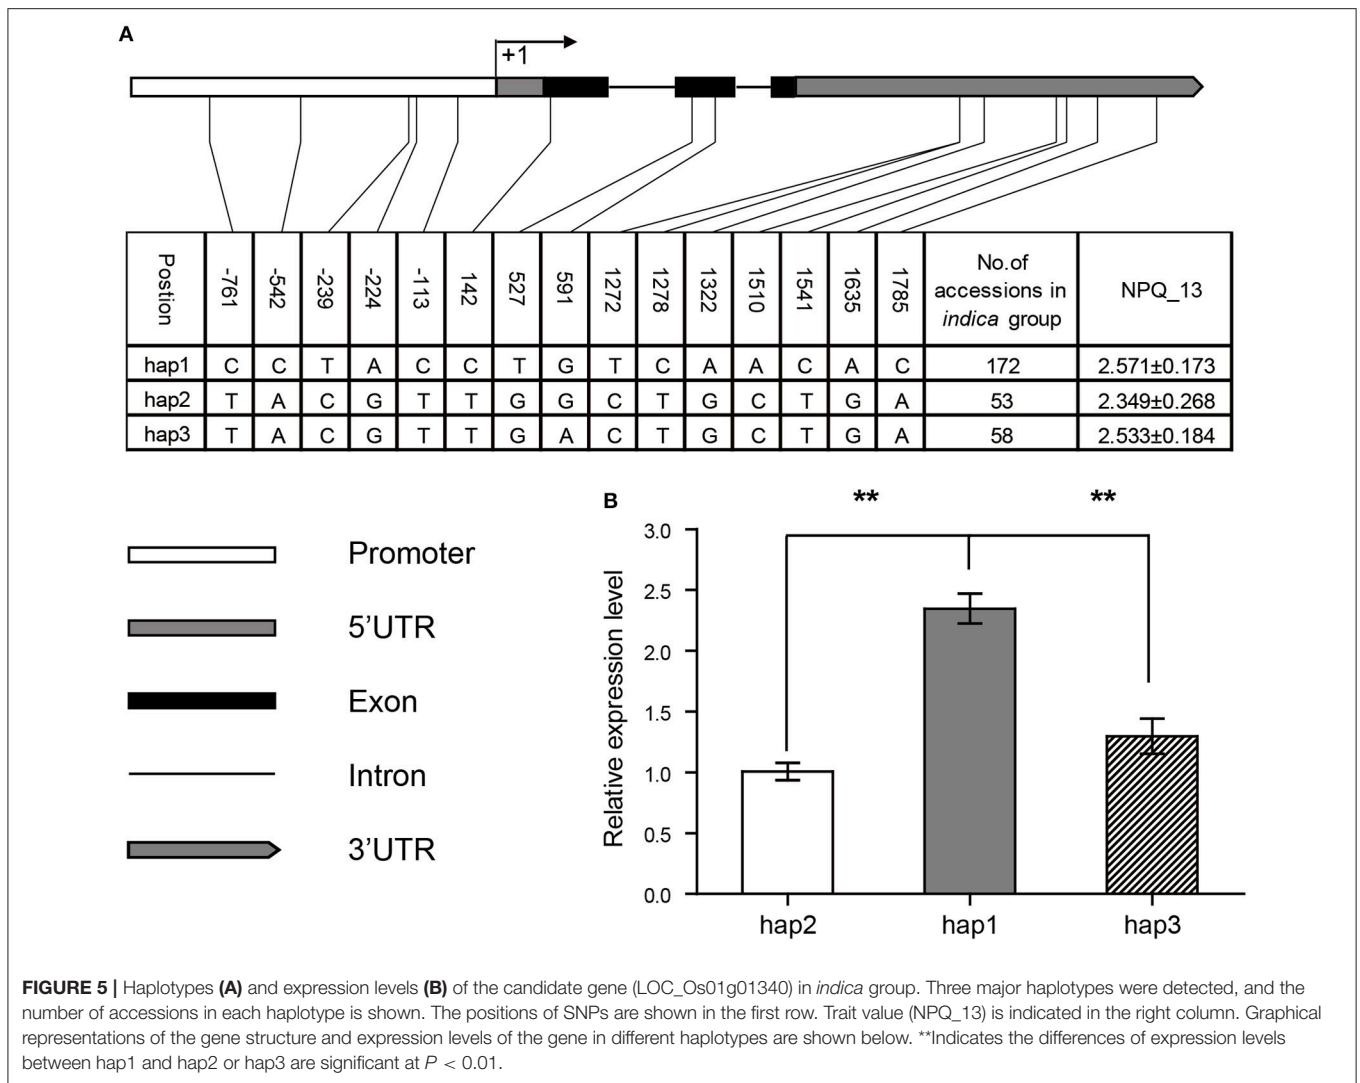 A
+1
Postion -761 -542 -239 -224 -113 142 527 591 1272 1278 1322 1510 1541 1635 1785 No.of accessions in indica group NPQ_13
hap1 C C T A C C T G T C A A C A C 172 2.571±0.173
hap2 T A C G T T G G C T G C T G A 53 2.349±0.268
hap3 T A C G T T G A C T G C T G A 58 2.533±0.184
Promoter
5’UTR
Exon
Intron
3’UTR
B
** **
Relative expression level
3.0
2.5
2.0
1.5
1.0
0.5
0.0
hap2 hap1 hap3
FIGURE 5 | Haplotypes (A) and expression levels (B) of the candidate gene (LOC_Os01g01340) in indica group. Three major haplotypes were detected, and the
number of accessions in each haplotype is shown. The positions of SNPs are shown in the first row. Trait value (NPQ_13) is indicated in the right column. Graphical
representations of the gene structure and expression levels of the gene in different haplotypes are shown below. **Indicates the differences of expression levels
between hap1 and hap2 or hap3 are significant at P < 0.01.